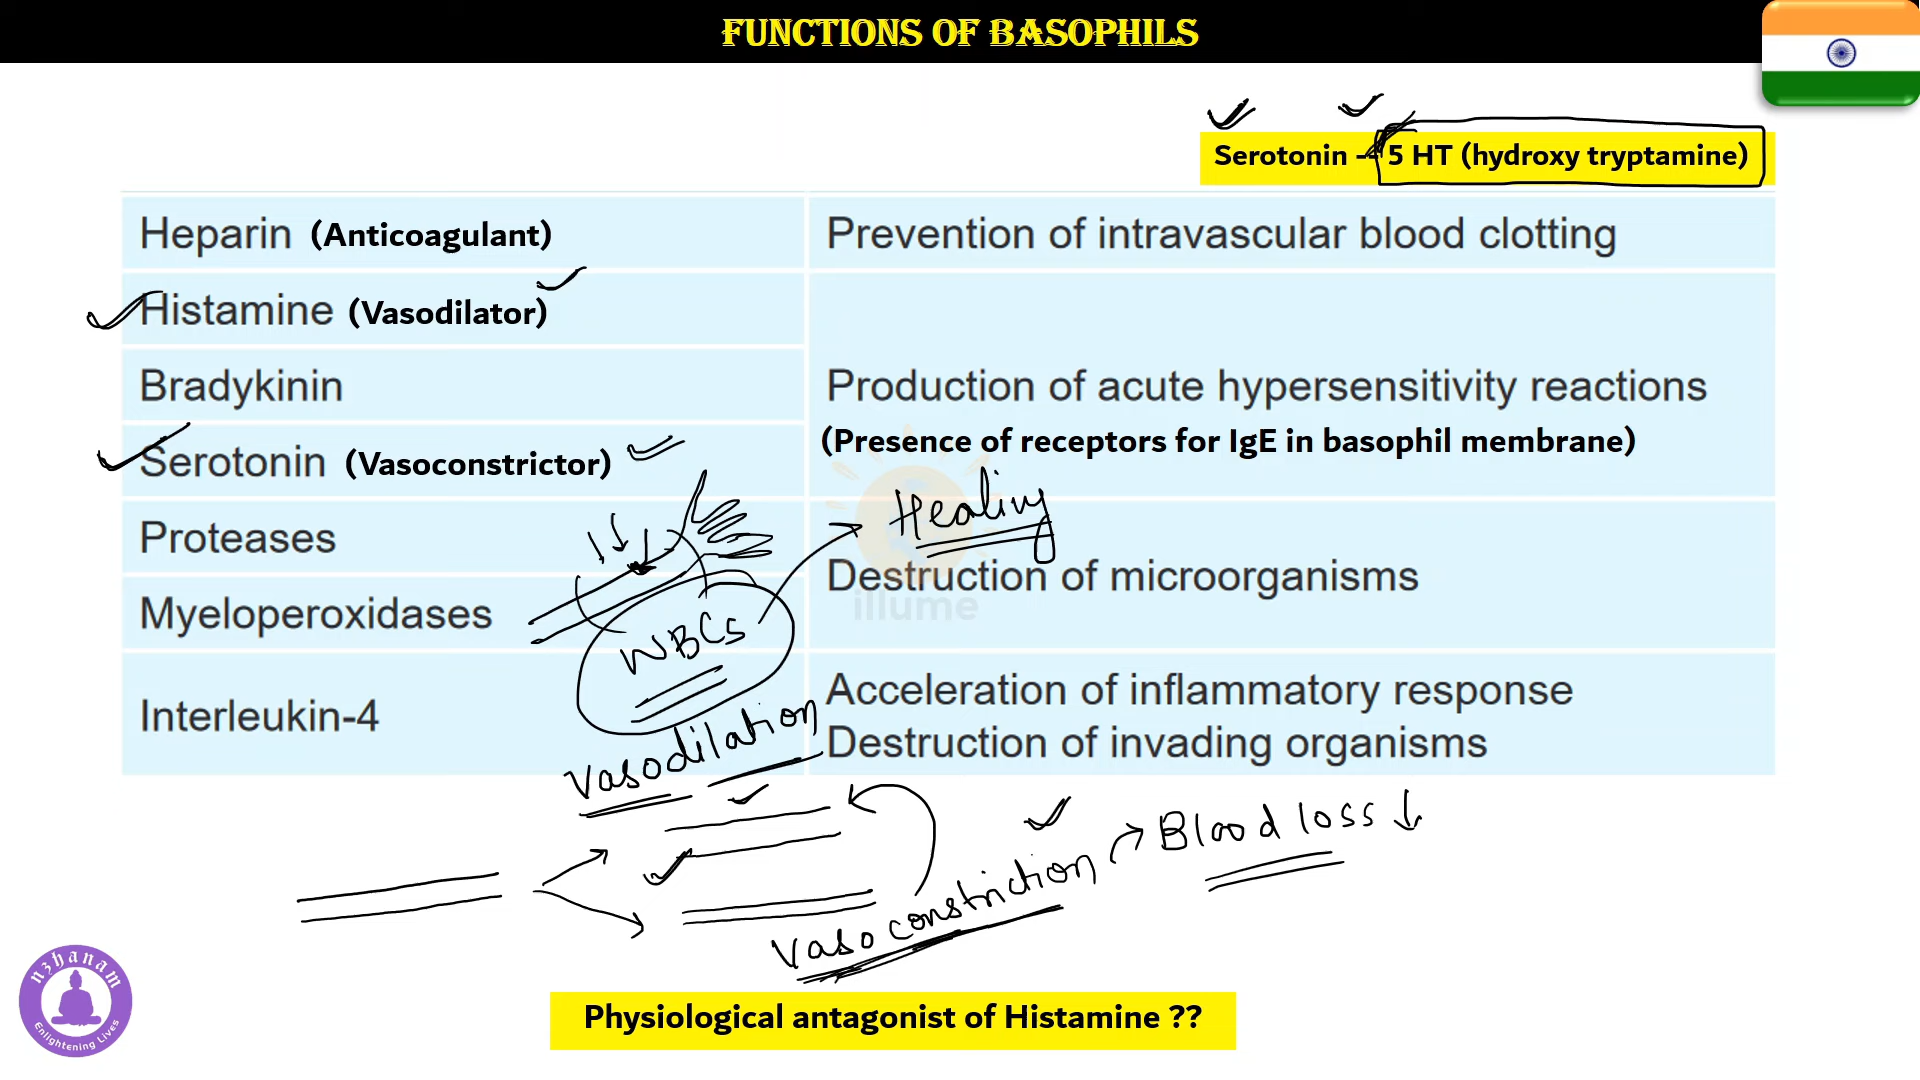 FUNCTIONS OF BASOPHILS
Serotonin -- 5 HT (hydroxy tryptamine)
Heparin (Anticoagulant)
Prevention of intravascular blood clotting
Histamine (Vasodilator)
Bradykinin
Production of acute hypersensitivity reactions
(Presence of receptors for IgE in basophil membrane)
Serotonin (Vasoconstrictor)
Healing
Proteases
Destruction of microorganisms
illume
Myeloperoxidases
WBCs
Interleukin-4
Acceleration of inflammatory response
Destruction of invading organisms
Vasodilation
Blood loss ↓
Vasoconstriction
nzhanam
Enlightening Lives
Physiological antagonist of Histamine ??